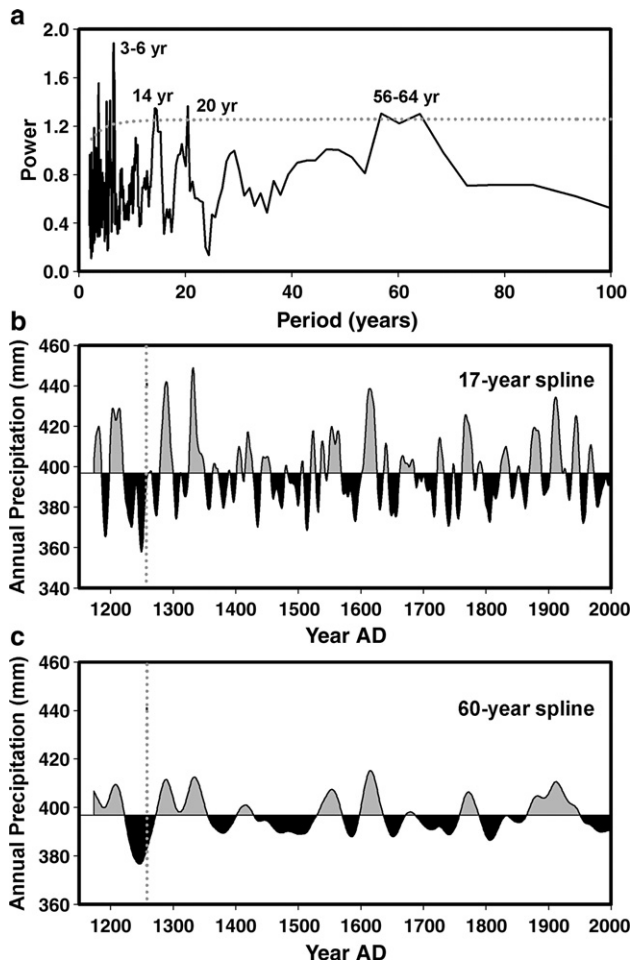 a
2.0
1.6
1.2
0.8
0.4
0.0
Power
3-6 yr
14 yr
20 yr
56-64 yr
0 20 40 60 80 100
Period (years)
b
460
440
420
400
380
360
340
Annual Precipitation (mm)
17-year spline
1200 1300 1400 1500 1600 1700 1800 1900 2000
Year AD
c
460
440
420
400
380
360
Annual Precipitation (mm)
60-year spline
1200 1300 1400 1500 1600 1700 1800 1900 2000
Year AD